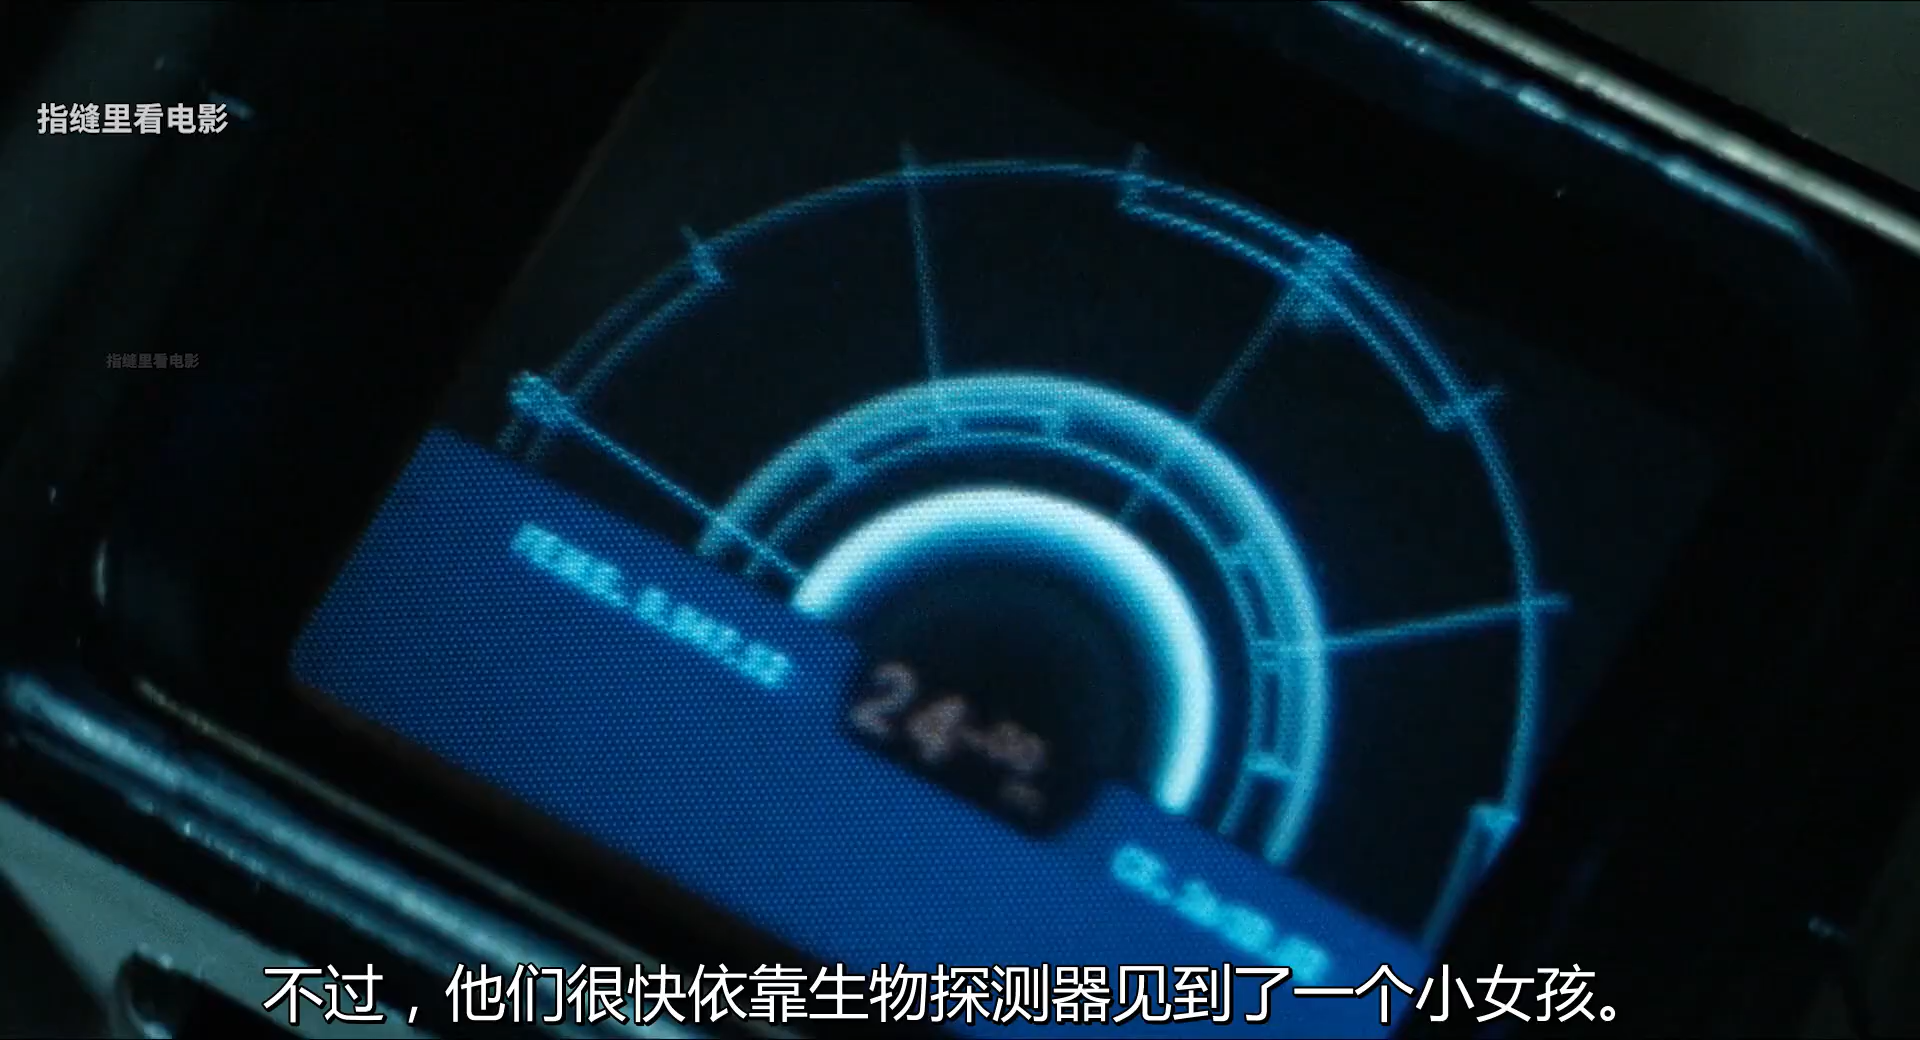 指缝里看电影
指缝里看电影
24
不过，他们很快依靠生物探测器见到了一个小女孩。